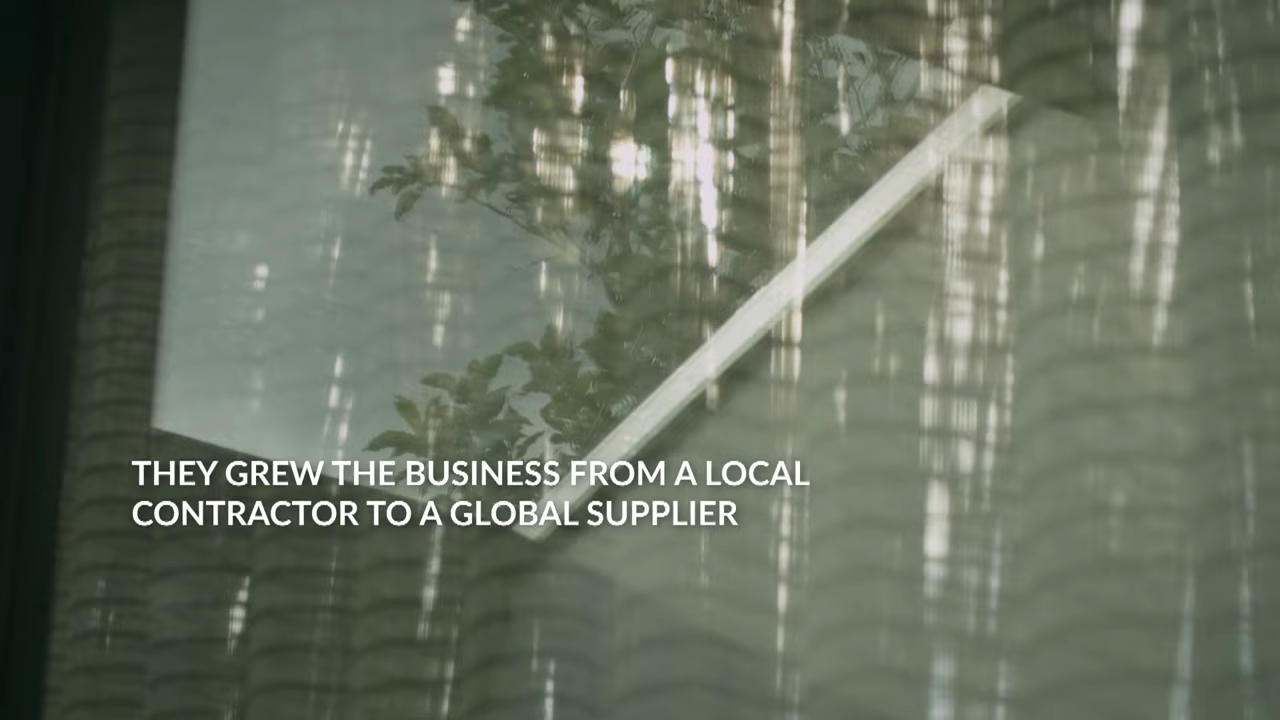 THEY GREW THE BUSINESS FROM A LOCAL
CONTRACTOR TO A GLOBAL SUPPLIER